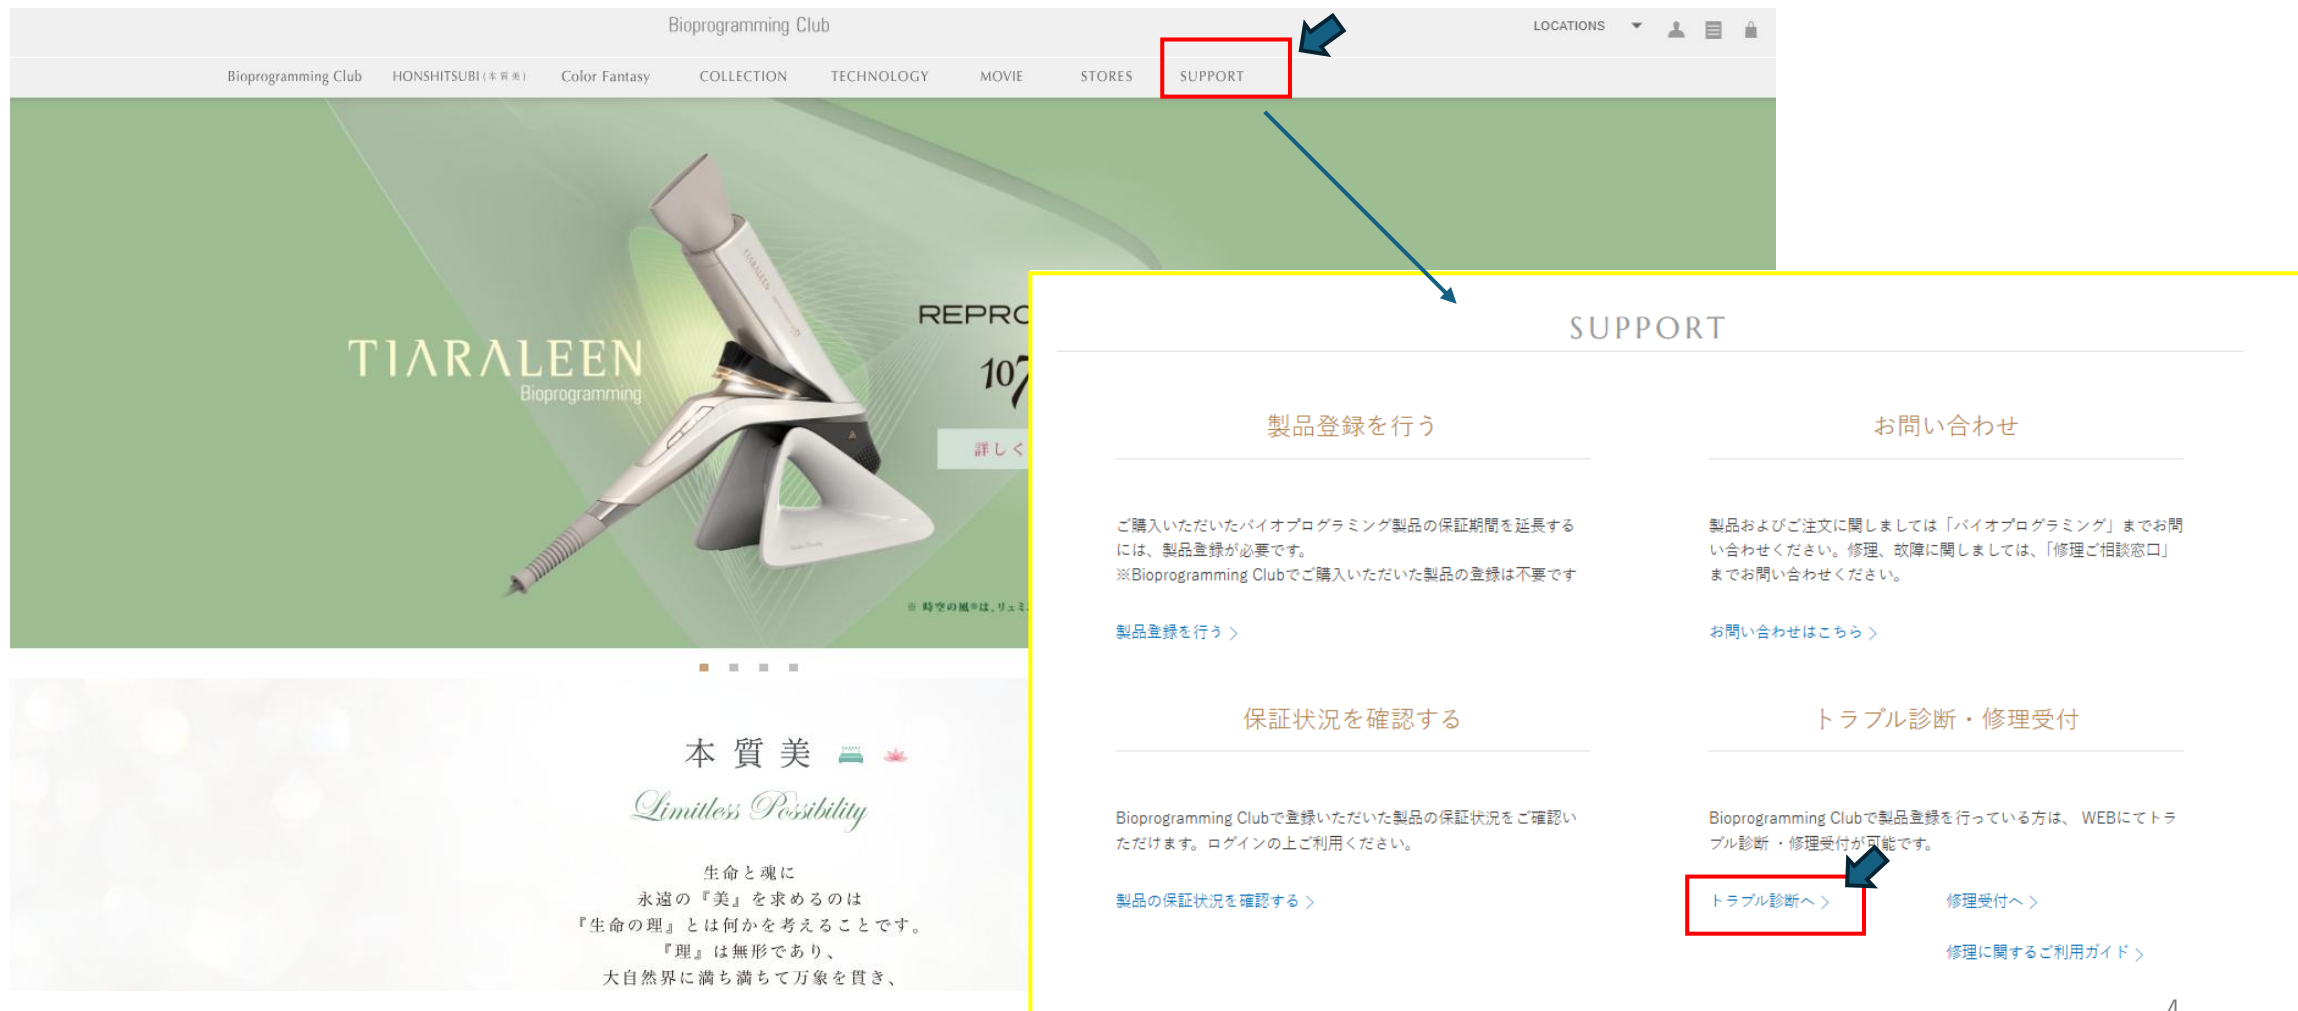 Bioprogramming Club
LOCATIONS
Bioprogramming Club
HONSHITSUBI(本質美)
Color Fantasy
COLLECTION
TECHNOLOGY
MOVIE
STORES
SUPPORT
TIARALEEN
Bioprogramming
TIARALEEN
REPRO
107
詳しく
※ 時空の風®は、リュミ
本質美
Limitless Possibility
生命と魂に
永遠の『美』を求めるのは
『生命の理』とは何かを考えることです。
『理』は無形であり、
大自然界に満ち満ちて万象を貫き、
SUPPORT
製品登録を行う
ご購入いただいたバイオプログラミング製品の保証期間を延長する
には、製品登録が必要です。
※Bioprogramming Clubでご購入いただいた製品の登録は不要です
製品登録を行う >
お問い合わせ
製品およびご注文に関しましては「バイオプログラミング」までお問
い合わせください。修理、故障に関しましては、「修理ご相談窓口」
までお問い合わせください。
お問い合わせはこちら >
保証状況を確認する
Bioprogramming Clubで登録いただいた製品の保証状況をご確認い
ただけます。ログインの上ご利用ください。
製品の保証状況を確認する >
トラブル診断・修理受付
Bioprogramming Clubで製品登録を行っている方は、 WEBにてトラ
ブル診断 ・修理受付が可能です。
トラブル診断へ >
修理受付へ >
修理に関するご利用ガイド >
4